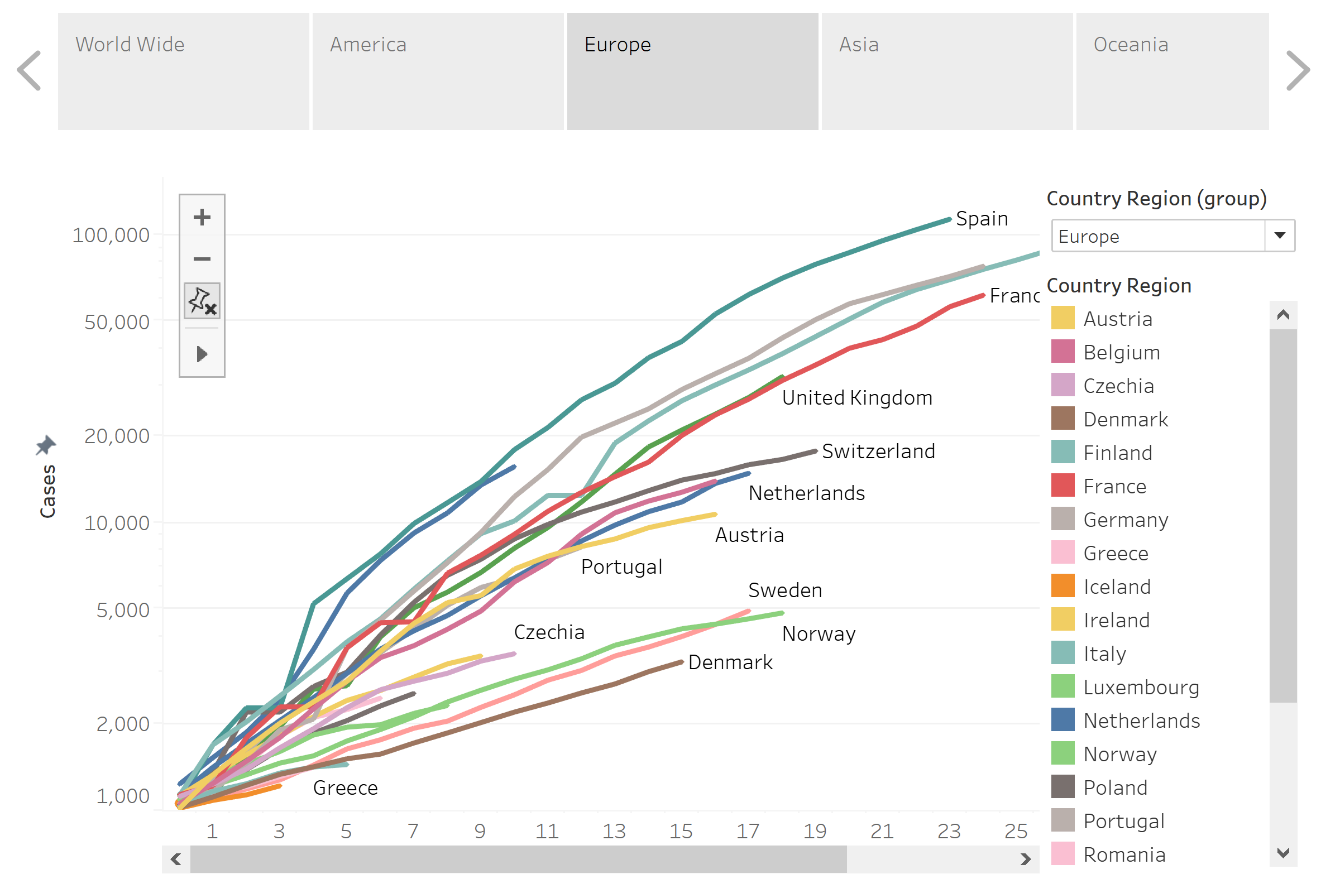 World Wide
America
Europe
Asia
Oceania
100,000
50,000
20,000
10,000
5,000
2,000
1,000
Cases
+
−
Spain
Franc
United Kingdom
Switzerland
Netherlands
Austria
Portugal
Sweden
Czechia
Norway
Denmark
Greece
1 3 5 7 9 11 13 15 17 19 21 23 25
Country Region (group)
Europe
Country Region
Austria
Belgium
Czechia
Denmark
Finland
France
Germany
Greece
Iceland
Ireland
Italy
Luxembourg
Netherlands
Norway
Poland
Portugal
Romania